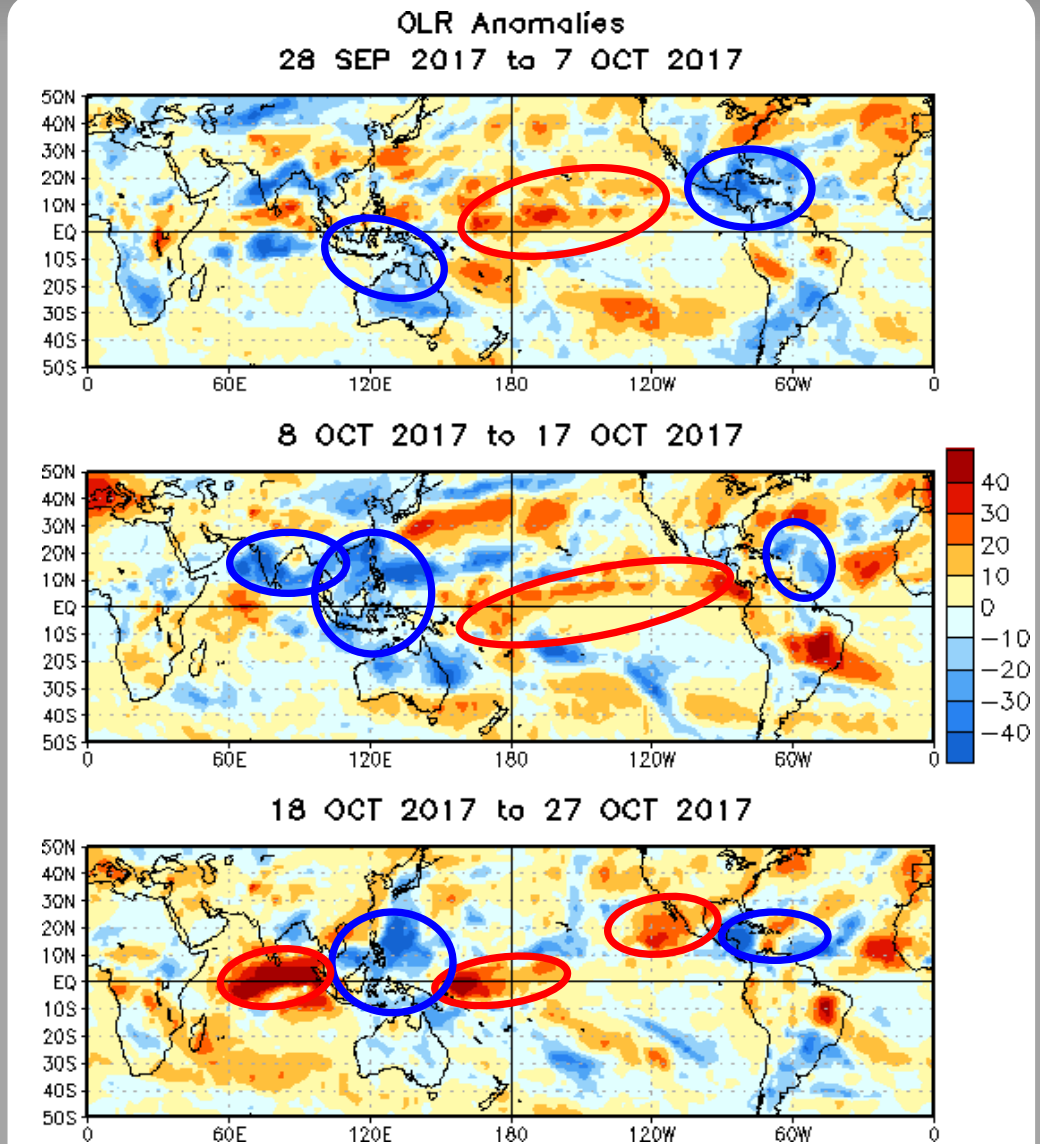 OLR Anomalies
28 SEP 2017 to 7 OCT 2017
50N
40N
30N
20N
10N
EQ
10S
20S
30S
40S
50S
0 60E 120E 180 120W 60W 0
8 OCT 2017 to 17 OCT 2017
50N
40N
30N
20N
10N
EQ
10S
20S
30S
40S
50S
0 60E 120E 180 120W 60W 0
40
30
20
10
0
-10
-20
-30
-40
18 OCT 2017 to 27 OCT 2017
50N
40N
30N
20N
10N
EQ
10S
20S
30S
40S
50S
0 60E 120E 180 120W 60W 0